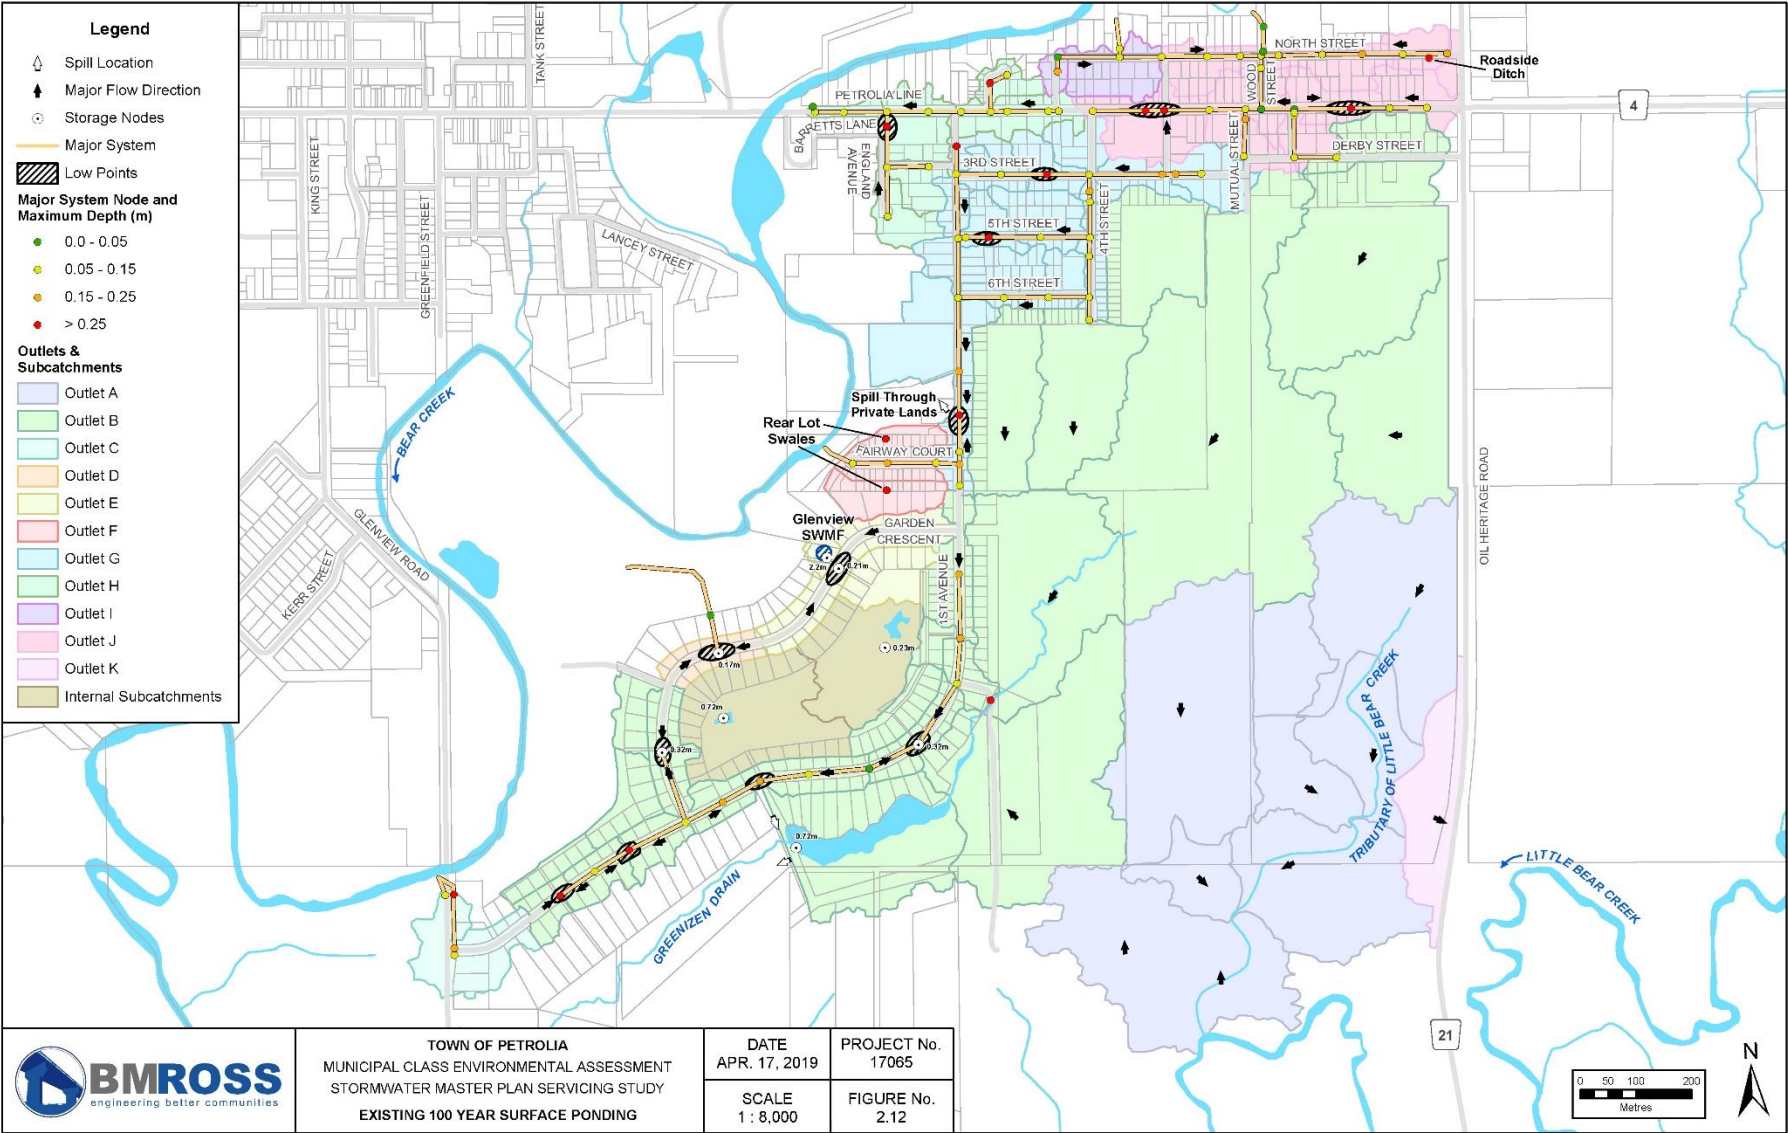 Legend
Spill Location
Major Flow Direction
Storage Nodes
Major System
Low Points
Major System Node and
Maximum Depth (m)
0.0 - 0.05
0.05 - 0.15
0.15 - 0.25
> 0.25
Outlets &
Subcatchments
Outlet A
Outlet B
Outlet C
Outlet D
Outlet E
Outlet F
Outlet G
Outlet H
Outlet I
Outlet J
Outlet K
Internal Subcatchments
TANK STREET
KING STREET
GREENFIELD STREET
LANCEY STREET
PETROLIA LINE
BARRETTS LANE
ENGLAND
AVENUE
3RD STREET
5TH STREET
6TH STREET
4TH STREET
MUTUAL STREET
WOOD
STREET
NORTH STREET
DERBY STREET
Roadside
Ditch
4
Spill Through
Private Lands
Rear Lot
Swales
FAIRWAY COURT
Glenview
SWMF
GARDEN
CRESCENT
1ST AVENUE
2.2m
0.21m
0.23m
0.17m
0.72m
0.32m
0.32m
0.72m
BEAR CREEK
GLENVIEW ROAD
KERR STREET
GREENIZEN DRAIN
OIL HERITAGE ROAD
TRIBUTARY OF LITTLE BEAR CREEK
LITTLE BEAR CREEK
21
N
0 50 100 200
Metres
BMROSS
engineering better communities
TOWN OF PETROLIA
MUNICIPAL CLASS ENVIRONMENTAL ASSESSMENT
STORMWATER MASTER PLAN SERVICING STUDY
EXISTING 100 YEAR SURFACE PONDING
DATE
APR. 17, 2019
PROJECT No.
17065
SCALE
1 : 8,000
FIGURE No.
2.12